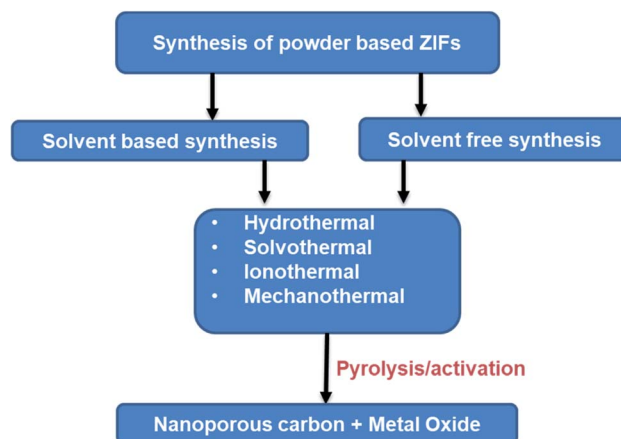 Synthesis of powder based ZIFs
Solvent based synthesis
Solvent free synthesis
• Hydrothermal
• Solvothermal
• Ionothermal
• Mechanothermal
Pyrolysis/activation
Nanoporous carbon + Metal Oxide